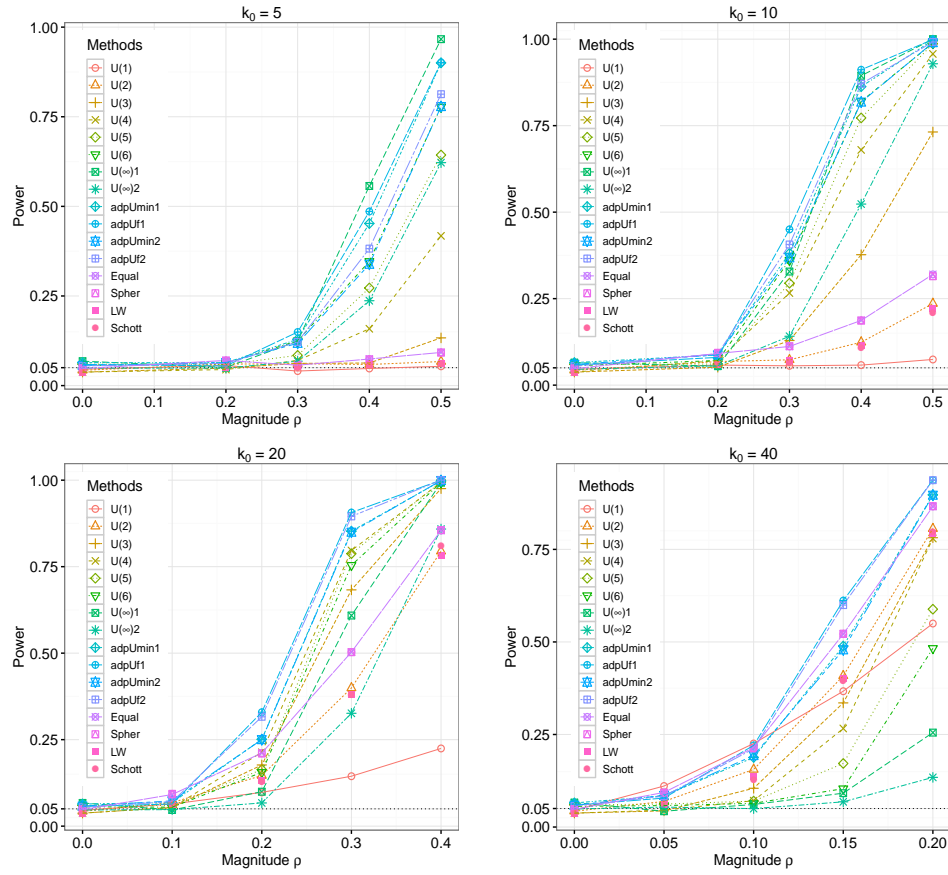 k0 = 5
Methods
U(1)
U(2)
U(3)
U(4)
U(5)
U(6)
U(∞)1
U(∞)2
adpUmin1
adpUf1
adpUmin2
adpUf2
Equal
Spher
LW
Schott
Power
1.00
0.75
0.50
0.25
0.05
0.00
0.0 0.1 0.2 0.3 0.4 0.5
Magnitude ρ
k0 = 10
Methods
U(1)
U(2)
U(3)
U(4)
U(5)
U(6)
U(∞)1
U(∞)2
adpUmin1
adpUf1
adpUmin2
adpUf2
Equal
Spher
LW
Schott
Power
1.00
0.75
0.50
0.25
0.05
0.00
0.0 0.1 0.2 0.3 0.4 0.5
Magnitude ρ
k0 = 20
Methods
U(1)
U(2)
U(3)
U(4)
U(5)
U(6)
U(∞)1
U(∞)2
adpUmin1
adpUf1
adpUmin2
adpUf2
Equal
Spher
LW
Schott
Power
1.00
0.75
0.50
0.25
0.05
0.00
0.0 0.1 0.2 0.3 0.4
Magnitude ρ
k0 = 40
Methods
U(1)
U(2)
U(3)
U(4)
U(5)
U(6)
U(∞)1
U(∞)2
adpUmin1
adpUf1
adpUmin2
adpUf2
Equal
Spher
LW
Schott
Power
0.75
0.50
0.25
0.05
0.00
0.00 0.05 0.10 0.15 0.20
Magnitude ρ